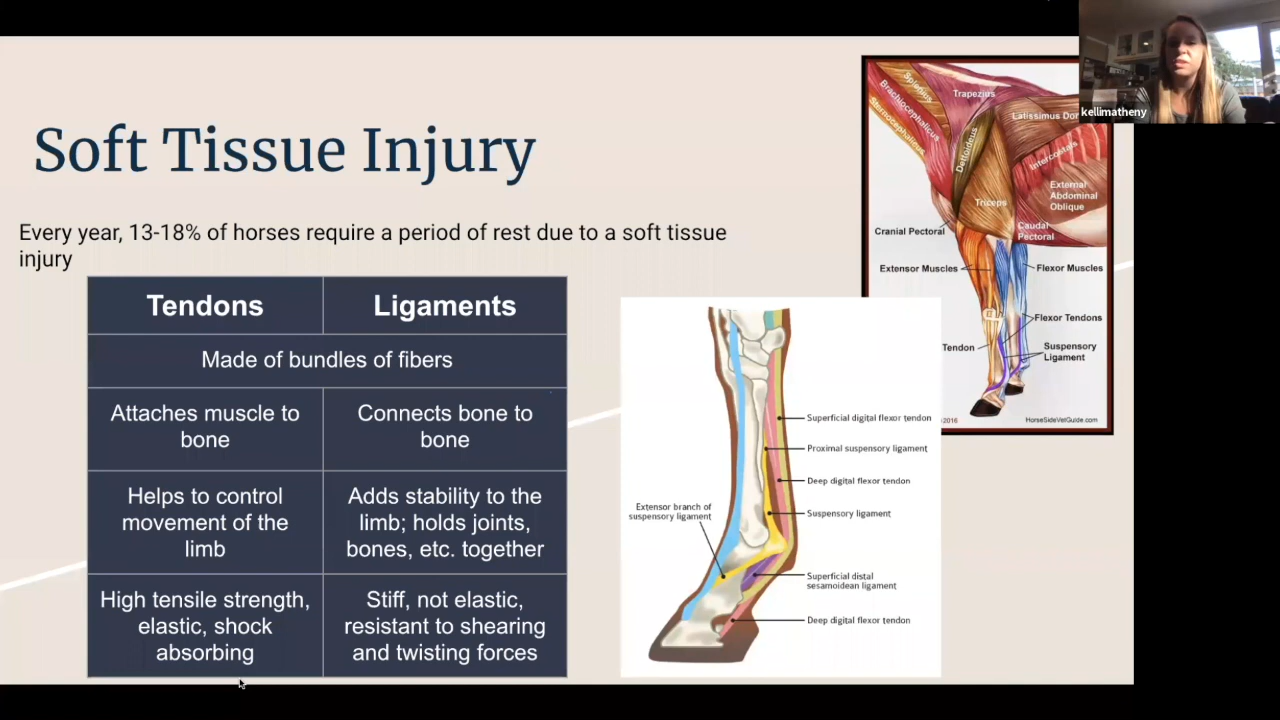 kellimatheny
Soft Tissue Injury
Every year, 13-18% of horses require a period of rest due to a soft tissue
injury
Tendons
Ligaments
Made of bundles of fibers
Attaches muscle to
bone
Connects bone to
bone
Helps to control
movement of the
limb
Adds stability to the
limb; holds joints,
bones, etc. together
High tensile strength,
elastic, shock
absorbing
Stiff, not elastic,
resistant to shearing
and twisting forces
Superficial digital flexor tendon
Proximal suspensory ligament
Deep digital flexor tendon
Suspensory ligament
Extensor branch of
suspensory ligament
Superficial distal
sesamoidean ligament
Deep digital flexor tendon
Splenius
Brachiocephalicus
Sternocephalicus
Trapezius
Latissimus Dor
Deltoideus
Intercostals
External
Abdominal
Oblique
Triceps
Cranial Pectoral
Caudal
Pectoral
Extensor Muscles
Flexor Muscles
Flexor Tendons
Tendon
Suspensory
Ligament
2016
HorseSideVetGuide.com